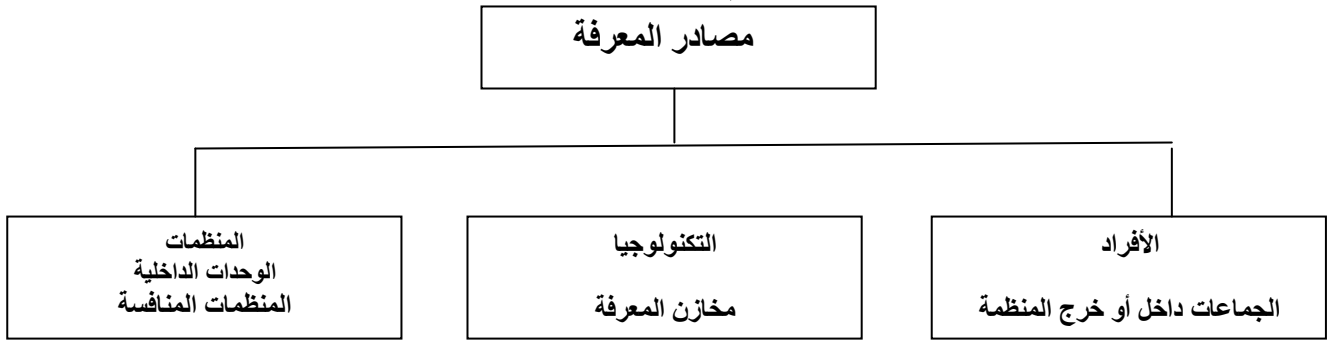 مصادر المعرفة
الأفراد
الجماعات داخل أو خرج المنظمة
التكنولوجيا
مخازن المعرفة
المنظمات
الوحدات الداخلية
المنظمات المنافسة